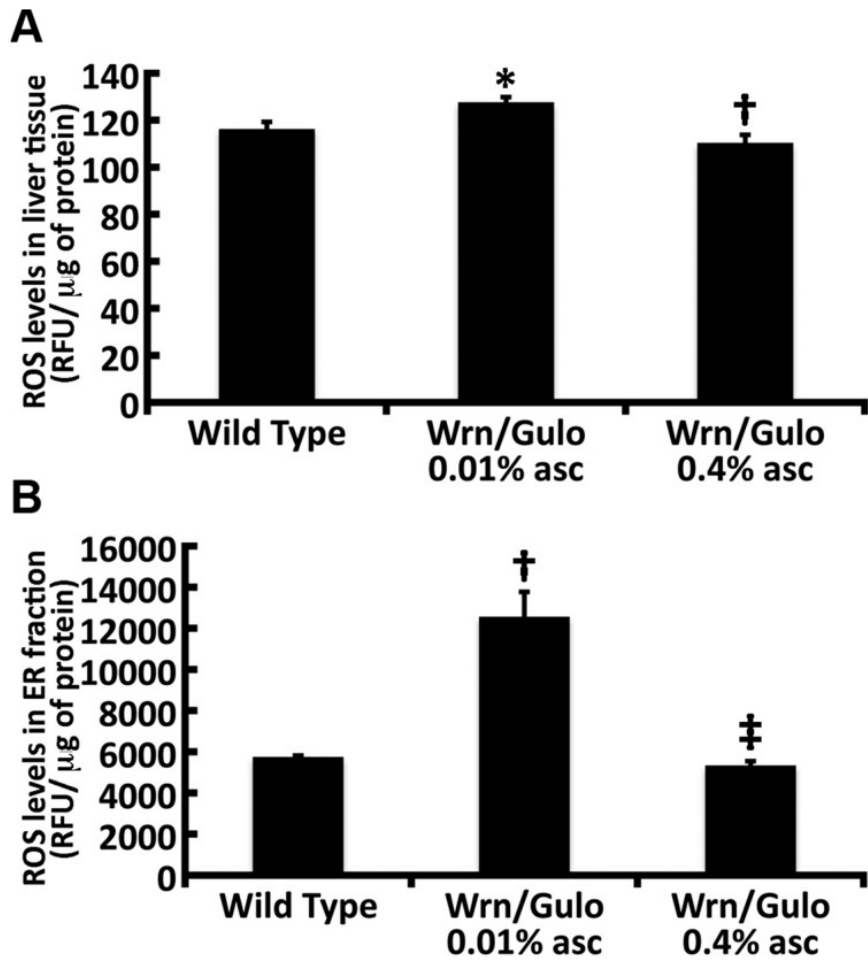 A
ROS levels in liver tissue
(RFU/ μg of protein)
140
120
100
80
60
40
20
0
*
†
Wild Type
Wrn/Gulo
0.01% asc
Wrn/Gulo
0.4% asc
B
ROS levels in ER fraction
(RFU/ μg of protein)
16000
14000
12000
10000
8000
6000
4000
2000
0
†
‡
Wild Type
Wrn/Gulo
0.01% asc
Wrn/Gulo
0.4% asc